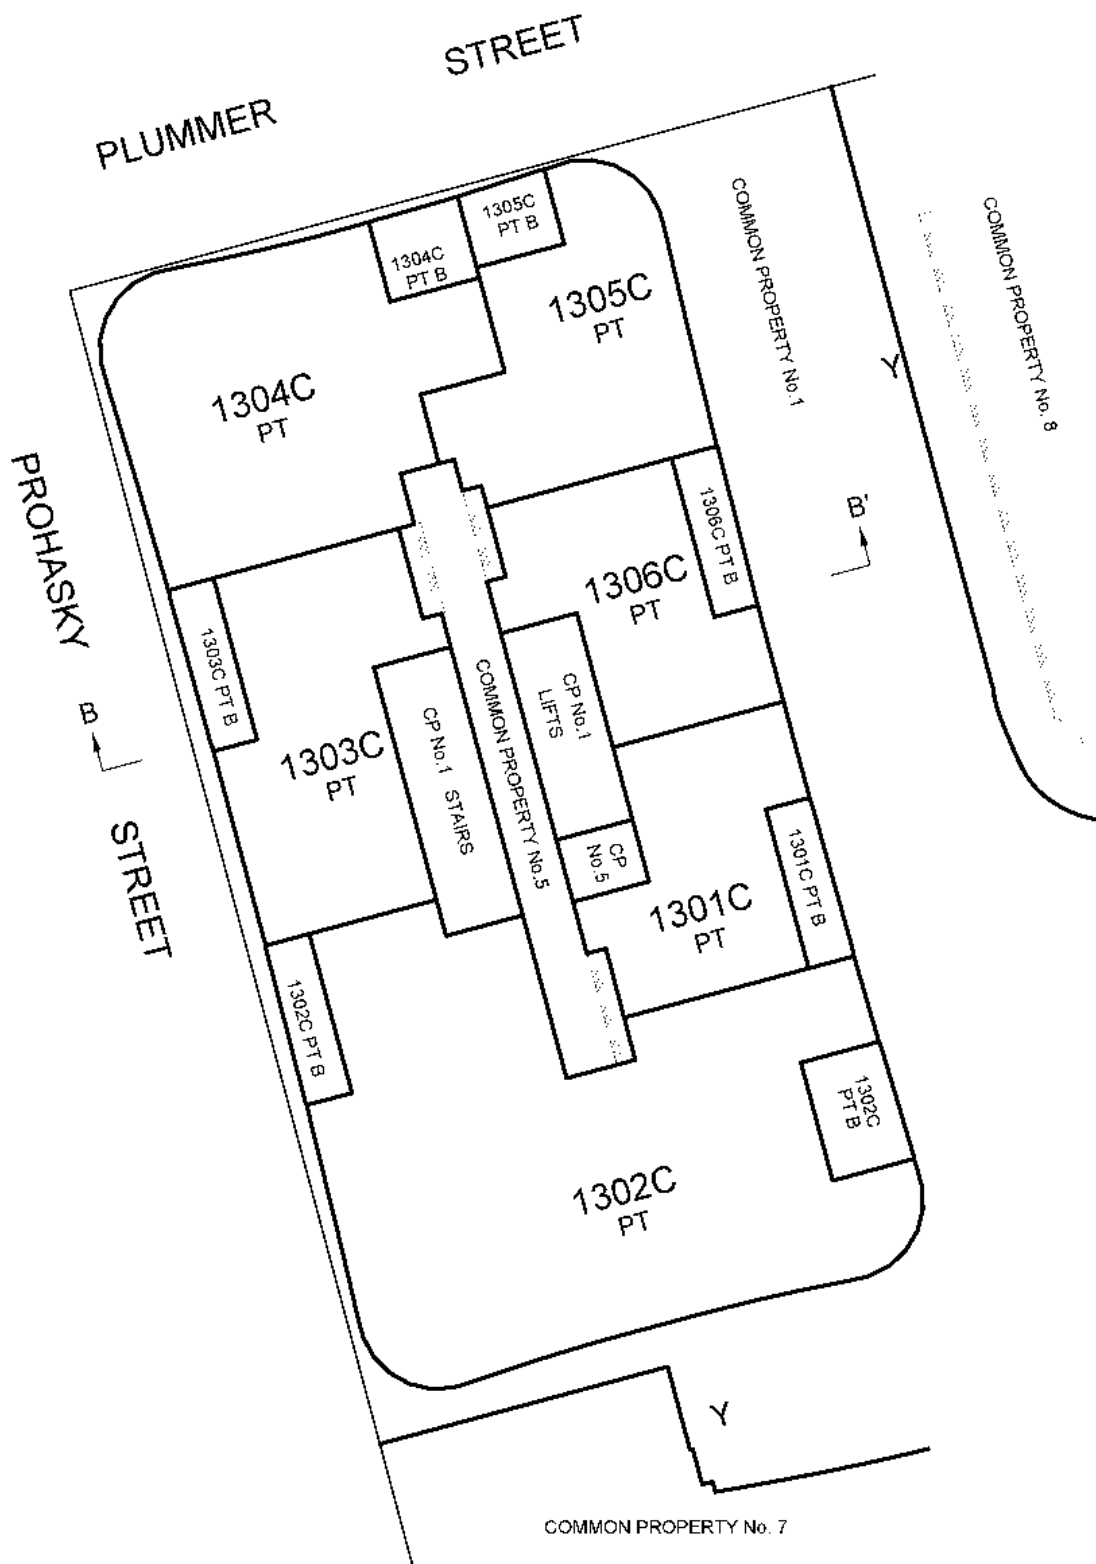 PLUMMER STREET
1305C
PT B
1304C
PT B
1305C
PT
COMMON PROPERTY No.1
COMMON PROPERTY No. 8
Y
1304C
PT
PROHASKY STREET
1306C PT B
B'
1306C
PT
1303C PT B
B
CP No.1
LIFTS
COMMON PROPERTY No.5
CP No.1 STAIRS
1303C
PT
CP
No.5
1301C PT B
1301C
PT
1302C PT B
1302C
PT B
1302C
PT
Y
COMMON PROPERTY No. 7